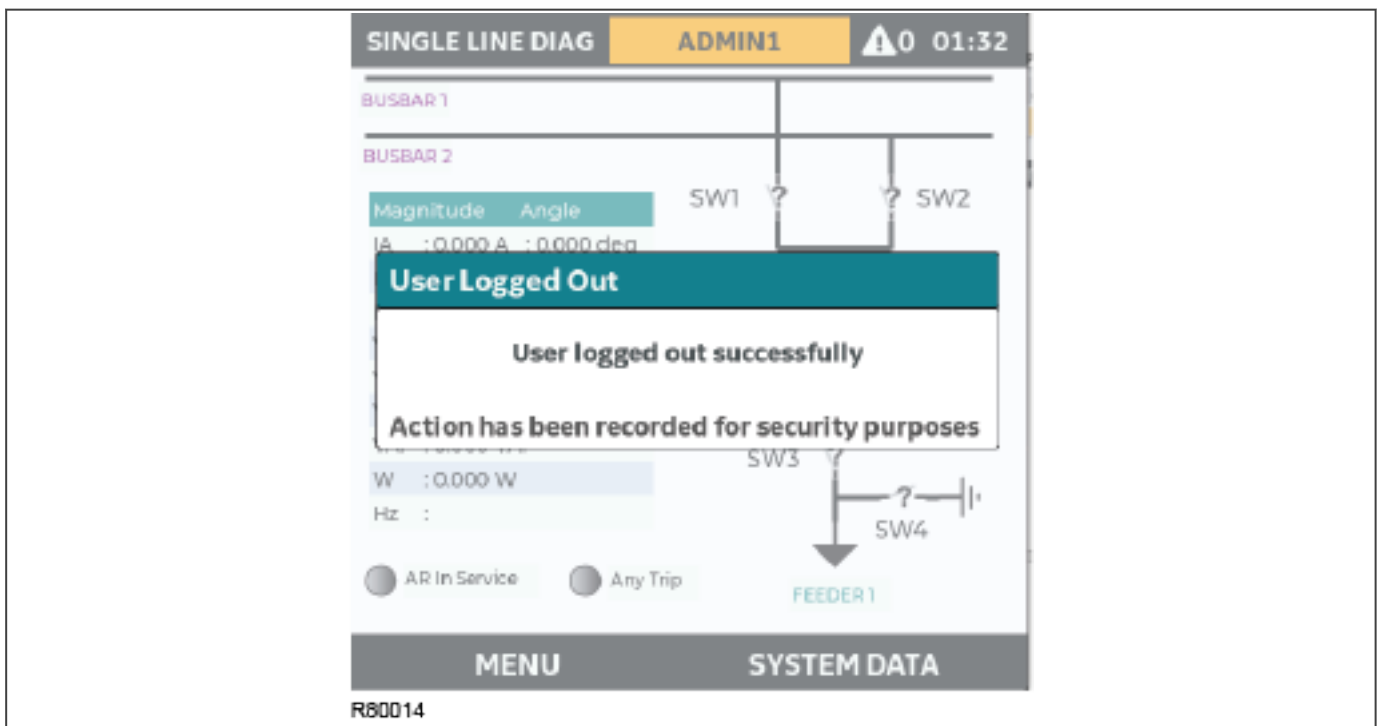 SINGLE LINE DIAG ADMIN1 0 01:32
BUSBAR 1
BUSBAR 2
SW1 ? ? SW2
Magnitude Angle
IA : 0.000 A : 0.000 deg
User Logged Out
User logged out successfully
Action has been recorded for security purposes
SW3
W : 0.000 W
?
Hz :
SW4
AR In Service Any Trip
FEEDER 1
MENU SYSTEM DATA
R80014